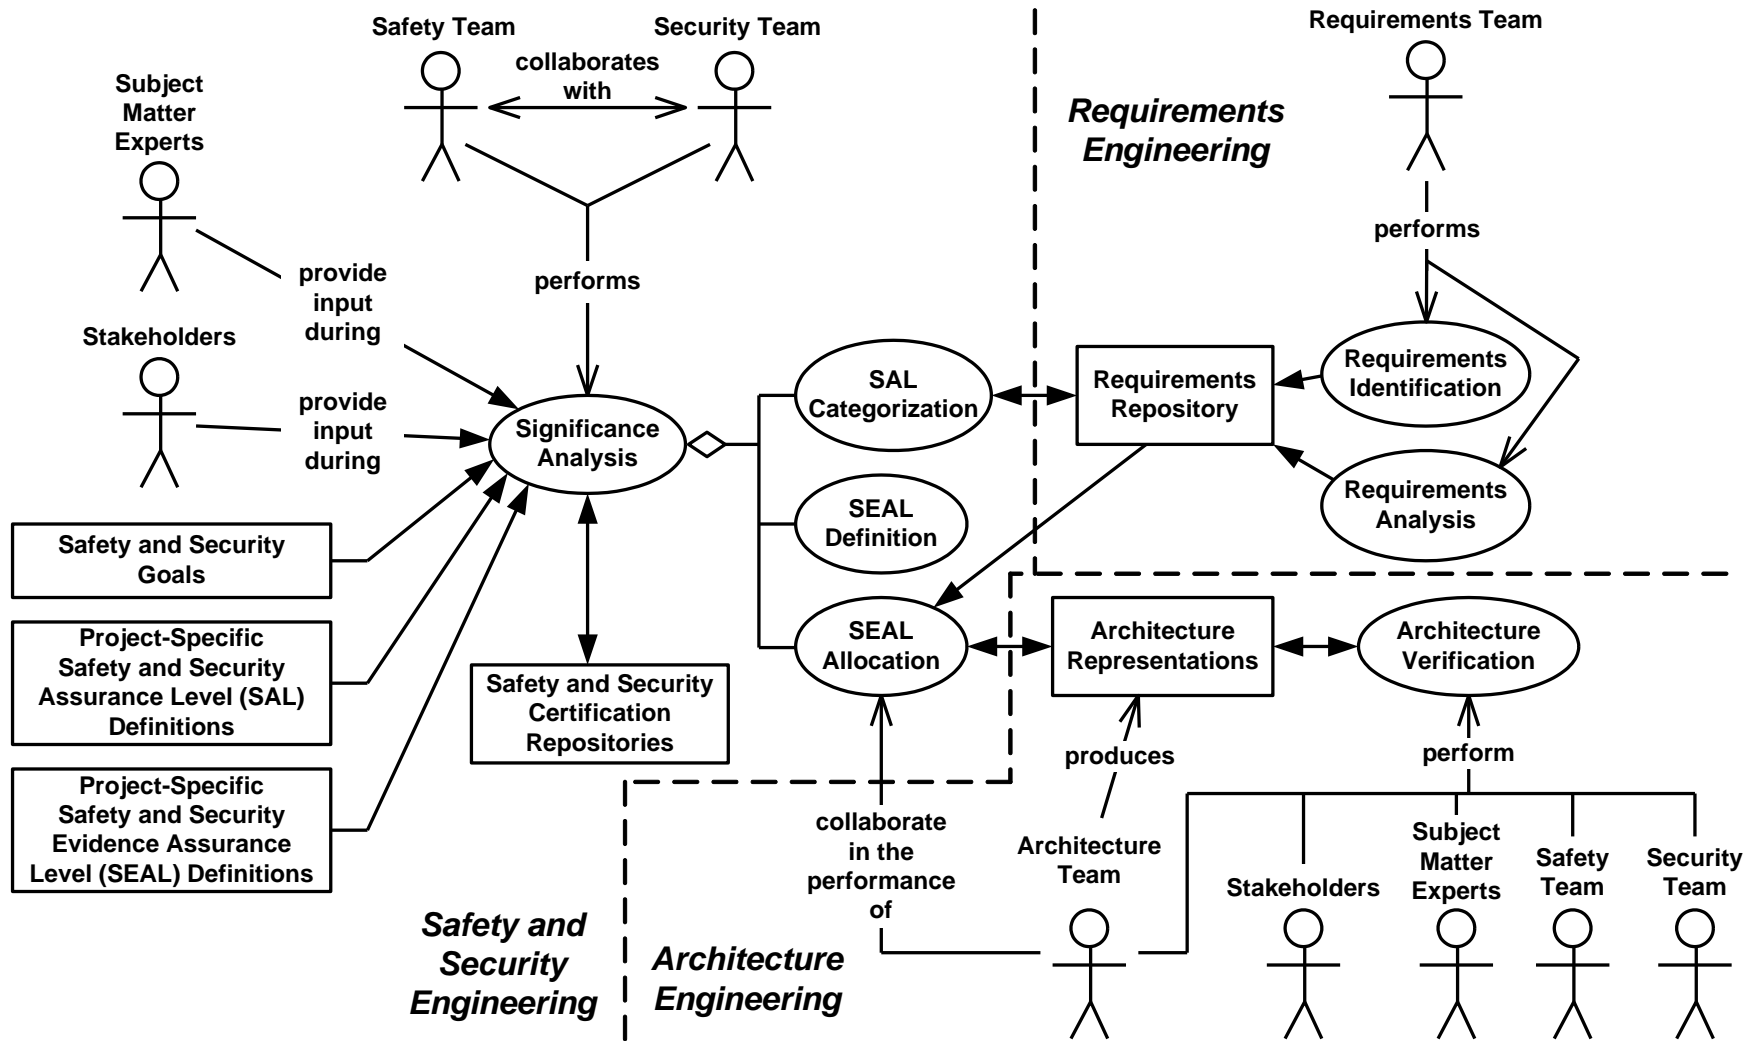 Safety Team
Security Team
Requirements Team
collaborates
with
Subject
Matter
Experts
Requirements
Engineering
performs
provide
input
during
performs
Stakeholders
provide
input
during
Significance
Analysis
SAL
Categorization
Requirements
Repository
Requirements
Identification
Requirements
Analysis
SEAL
Definition
Safety and Security
Goals
SEAL
Allocation
Architecture
Representations
Architecture
Verification
Project-Specific
Safety and Security
Assurance Level (SAL)
Definitions
Safety and Security
Certification
Repositories
produces
perform
Project-Specific
Safety and Security
Evidence Assurance
Level (SEAL) Definitions
collaborate
in the
performance
of
Architecture
Team
Stakeholders
Subject
Matter
Experts
Safety
Team
Security
Team
Safety and
Security
Engineering
Architecture
Engineering